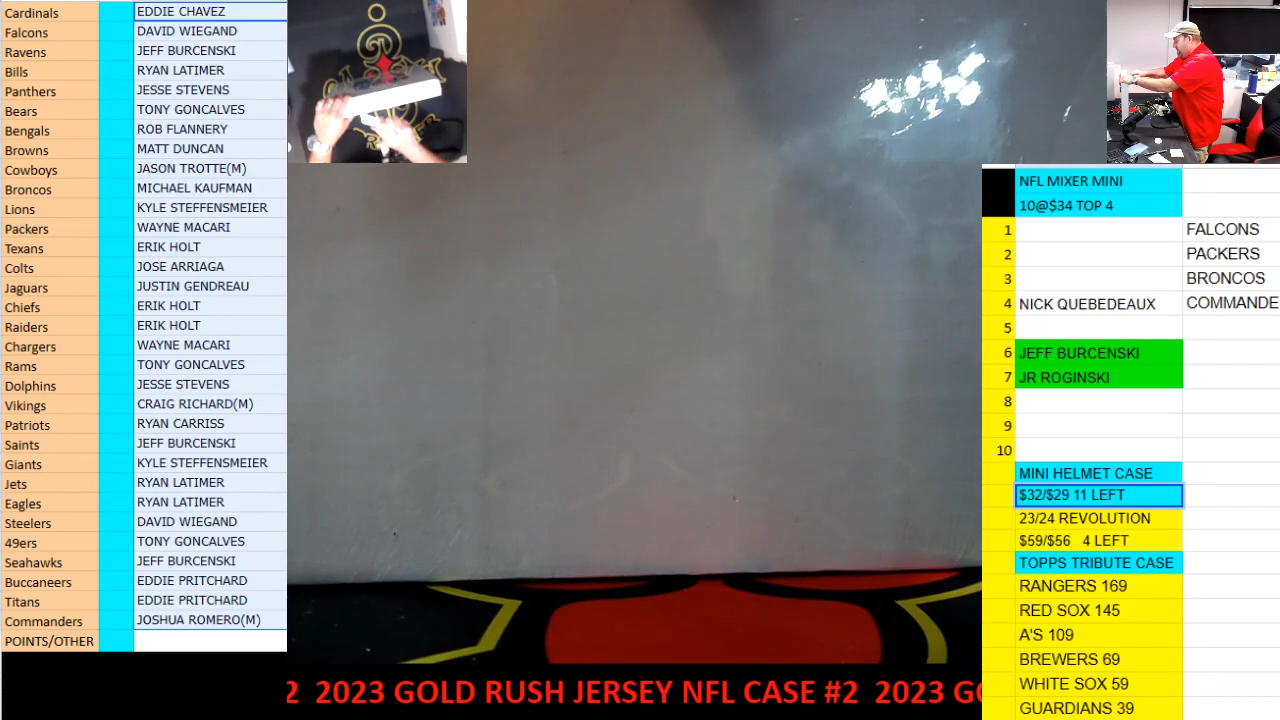 Cardinals EDDIE CHAVEZ
Falcons DAVID WIEGAND
Ravens JEFF BURCENSKI
Bills RYAN LATIMER
Panthers JESSE STEVENS
Bears TONY GONCALVES
Bengals ROB FLANNERY
Browns MATT DUNCAN
Cowboys JASON TROTTE(M)
Broncos MICHAEL KAUFMAN
Lions KYLE STEFFENSMEIER
Packers WAYNE MACARI
Texans ERIK HOLT
Colts JOSE ARRIAGA
Jaguars JUSTIN GENDREAU
Chiefs ERIK HOLT
Raiders ERIK HOLT
Chargers WAYNE MACARI
Rams TONY GONCALVES
Dolphins JESSE STEVENS
Vikings CRAIG RICHARD(M)
Patriots RYAN CARRISS
Saints JEFF BURCENSKI
Giants KYLE STEFFENSMEIER
Jets RYAN LATIMER
Eagles RYAN LATIMER
Steelers DAVID WIEGAND
49ers TONY GONCALVES
Seahawks JEFF BURCENSKI
Buccaneers EDDIE PRITCHARD
Titans EDDIE PRITCHARD
Commanders JOSHUA ROMERO(M)
POINTS/OTHER
NFL MIXER MINI
10@$34 TOP 4
1 FALCONS
2 PACKERS
3 BRONCOS
4 NICK QUEBEDEAUX COMMANDE
5
6 JEFF BURCENSKI
7 JR ROGINSKI
8
9
10
MINI HELMET CASE
$32/$29 11 LEFT
23/24 REVOLUTION
$59/$56 4 LEFT
TOPPS TRIBUTE CASE
RANGERS 169
RED SOX 145
A'S 109
BREWERS 69
WHITE SOX 59
GUARDIANS 39
2 2023 GOLD RUSH JERSEY NFL CASE #2 2023 GO